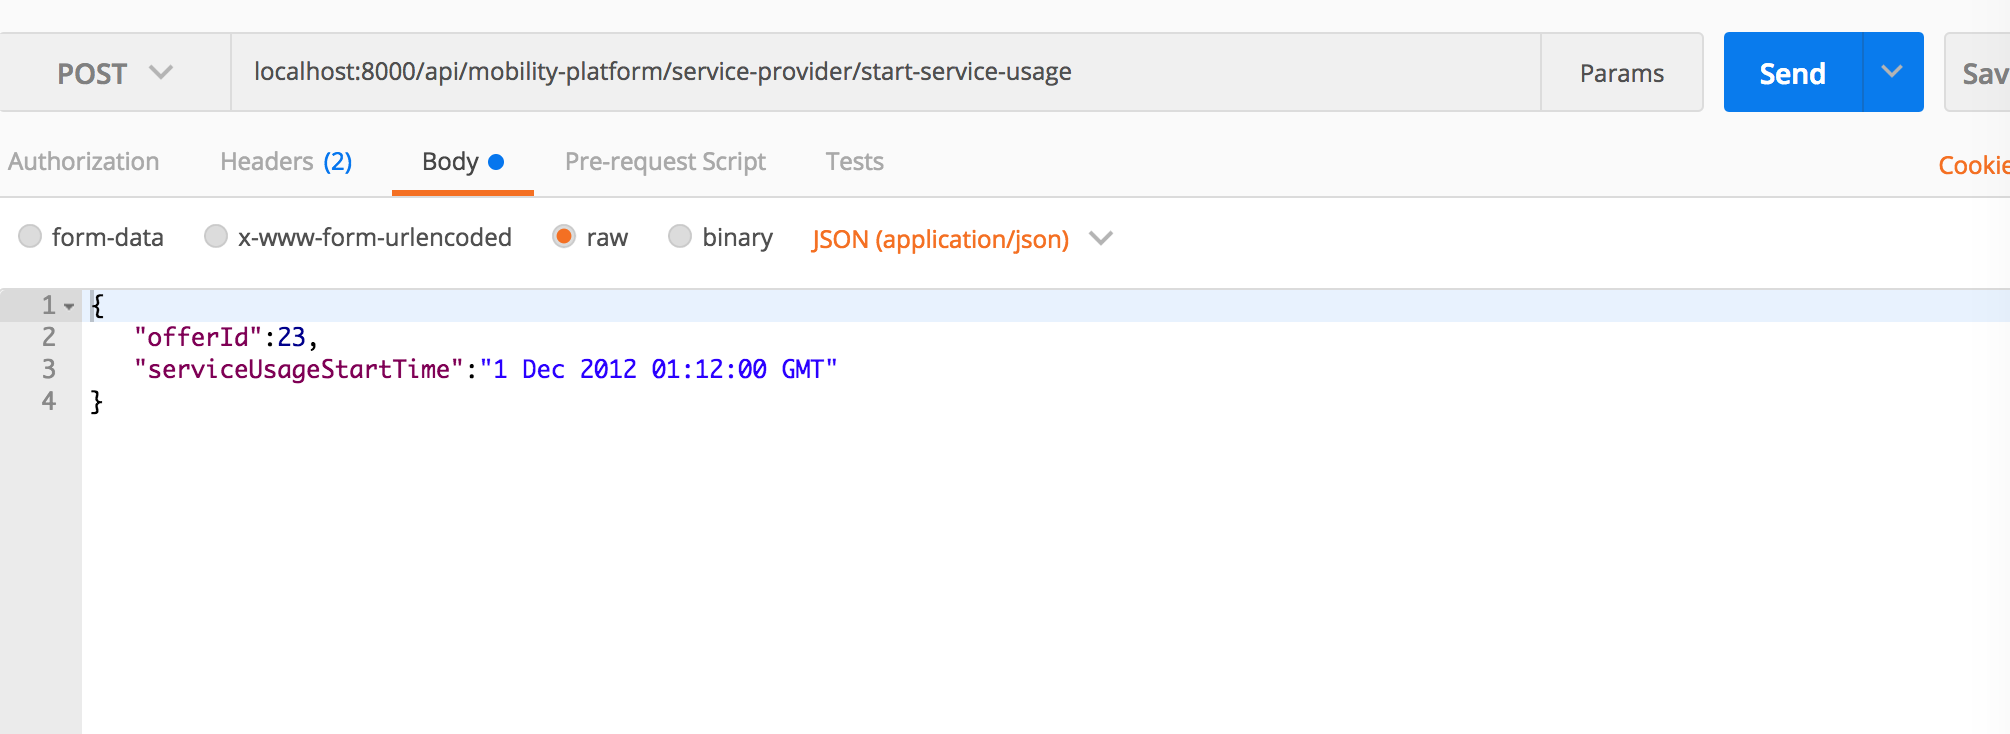 POST localhost:8000/api/mobility-platform/service-provider/start-service-usage Params Send Sav
Authorization Headers (2) Body Pre-request Script Tests Cookie
form-data x-www-form-urlencoded raw binary JSON (application/json)
1 {
2 "offerId":23,
3 "serviceUsageStartTime":"1 Dec 2012 01:12:00 GMT"
4 }